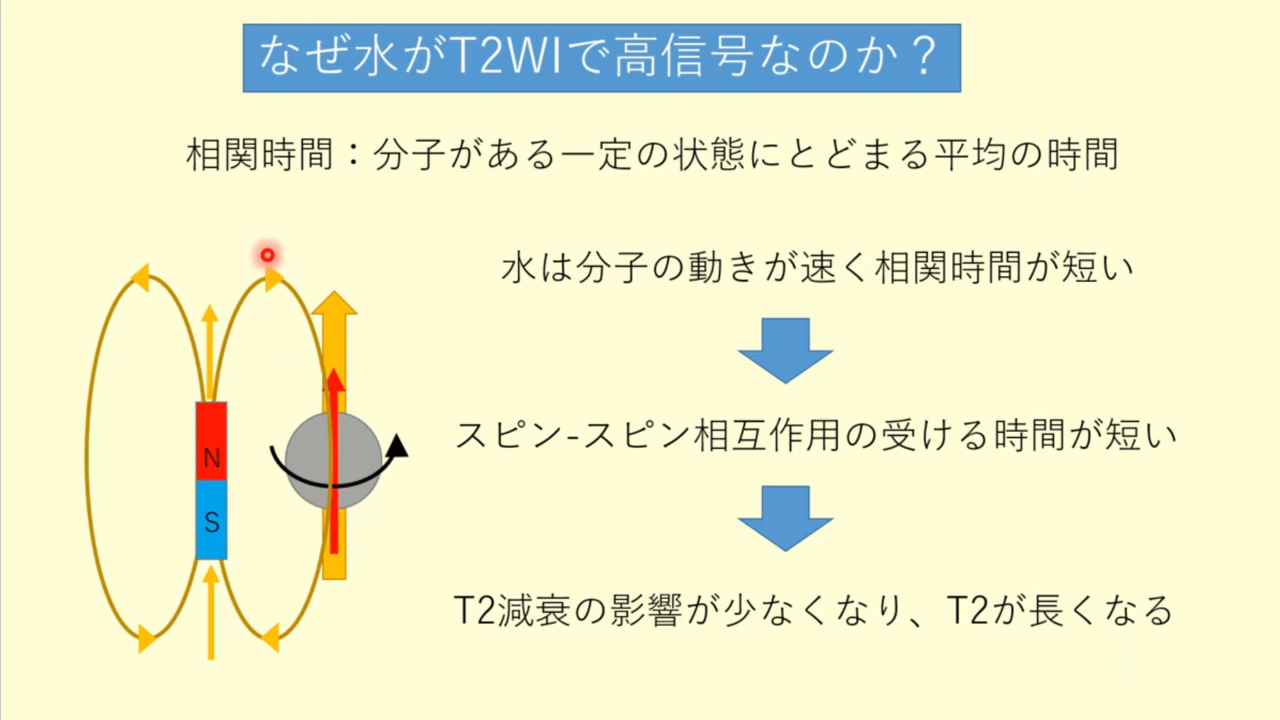 なぜ水がT2WIで高信号なのか？
相関時間：分子がある一定の状態にとどまる平均の時間
水は分子の動きが速く相関時間が短い
スピン-スピン相互作用の受ける時間が短い
T2減衰の影響が少なくなり、T2が長くなる
N
S